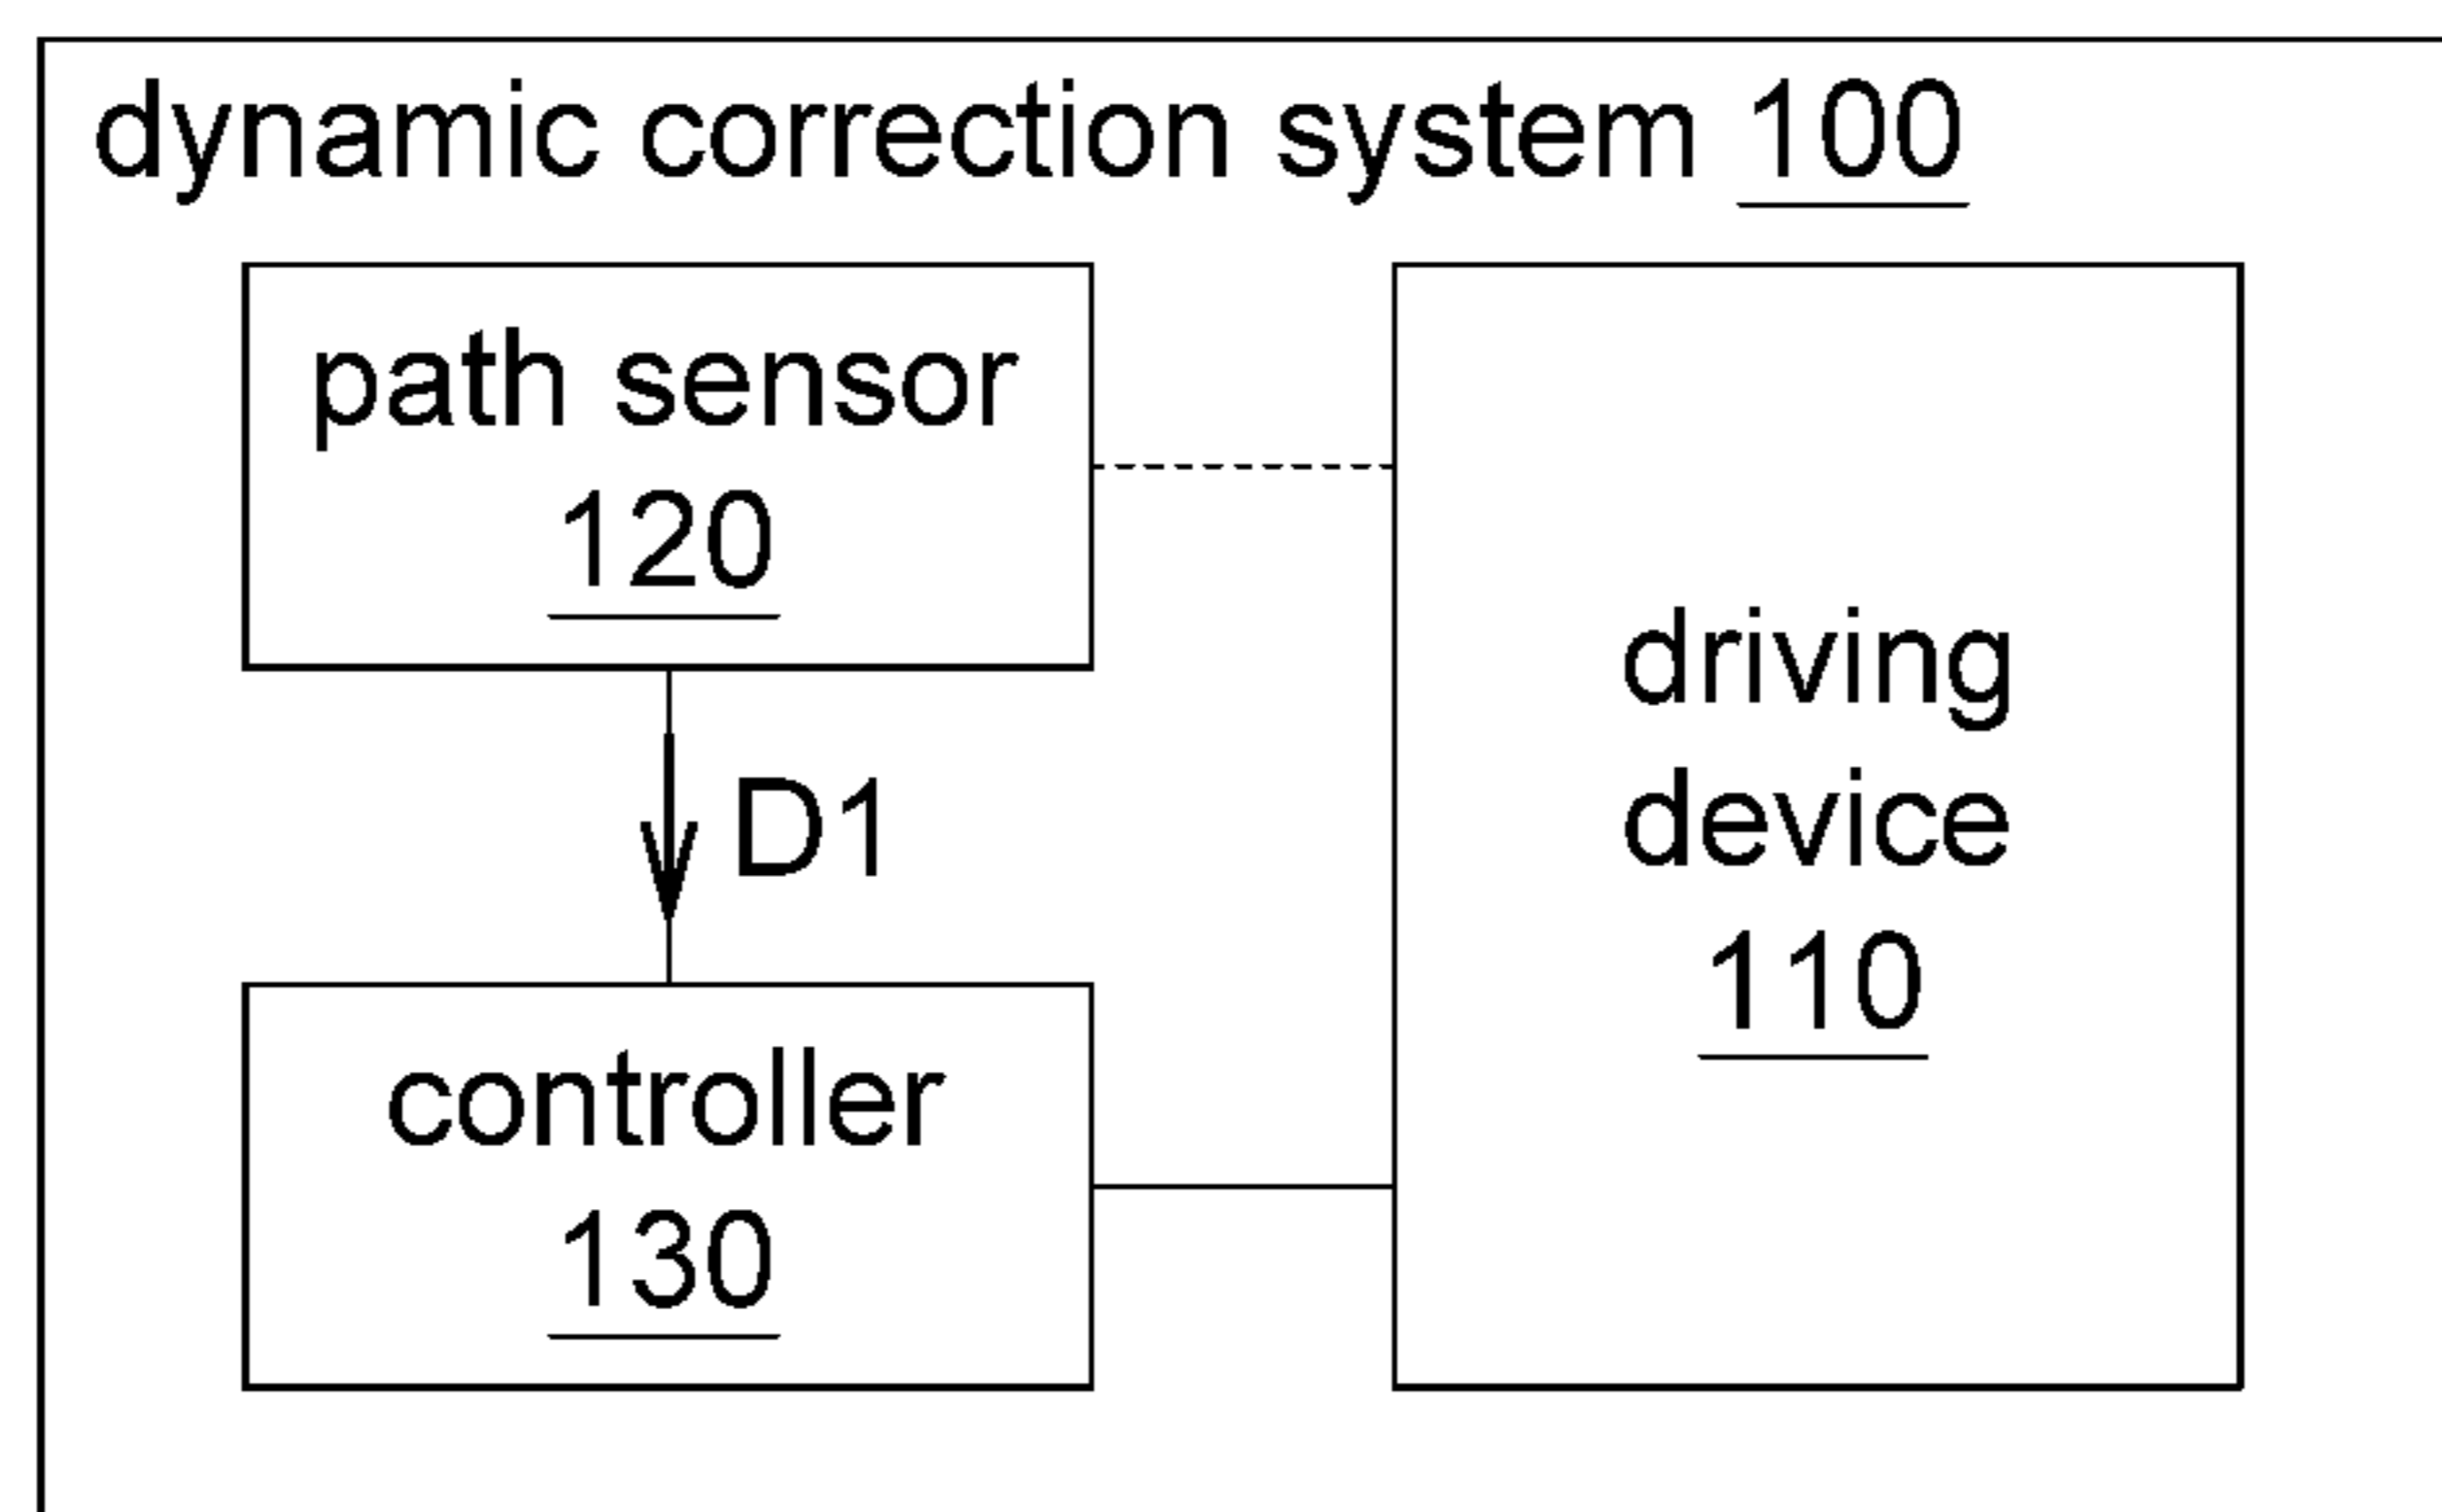 dynamic correction system 100
path sensor
120
D1
controller
130
driving
device
110